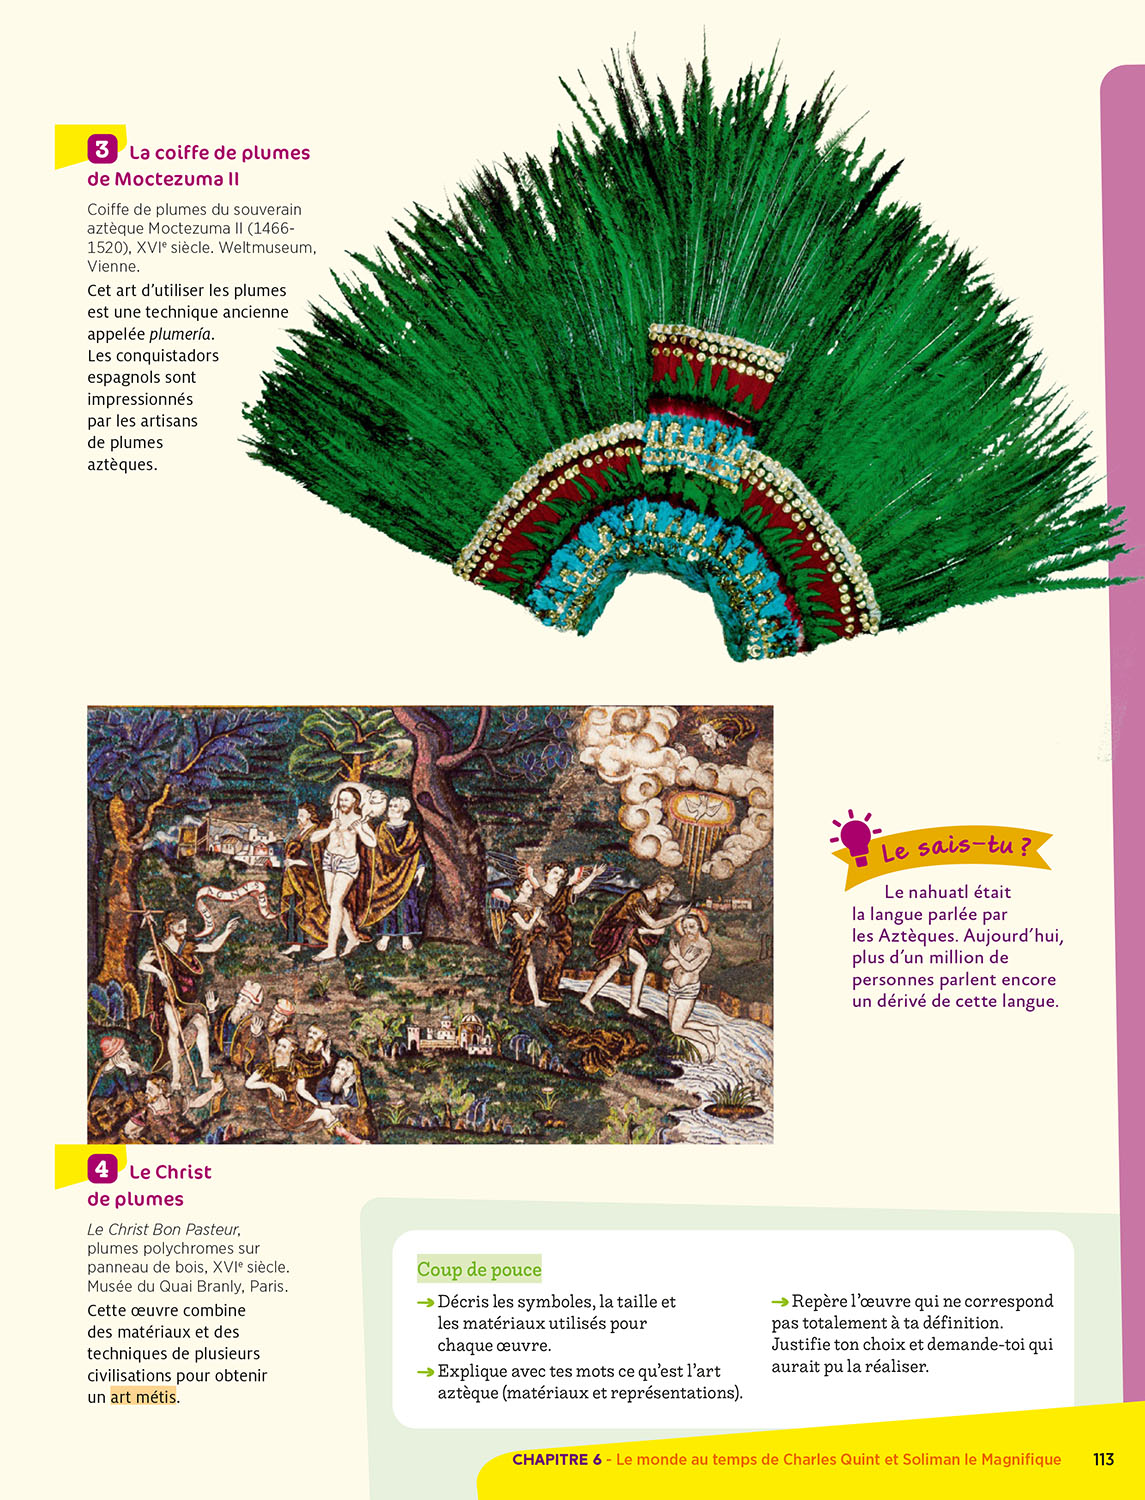 3 La coiffe de plumes
de Moctezuma II
Coiffe de plumes du souverain
aztèque Moctezuma II (1466-
1520), XVIe siècle. Weltmuseum,
Vienne.
Cet art d’utiliser les plumes
est une technique ancienne
appelée plumería.
Les conquistadors
espagnols sont
impressionnés
par les artisans
de plumes
aztèques.
Le sais-tu ?
Le nahuatl était
la langue parlée par
les Aztèques. Aujourd’hui,
plus d’un million de
personnes parlent encore
un dérivé de cette langue.
4 Le Christ
de plumes
Le Christ Bon Pasteur,
plumes polychromes sur
panneau de bois, XVIe siècle.
Musée du Quai Branly, Paris.
Cette œuvre combine
des matériaux et des
techniques de plusieurs
civilisations pour obtenir
un art métis.
Coup de pouce
➔ Décris les symboles, la taille et
les matériaux utilisés pour
chaque œuvre.
➔ Explique avec tes mots ce qu’est l’art
aztèque (matériaux et représentations).
➔ Repère l’œuvre qui ne correspond
pas totalement à ta définition.
Justifie ton choix et demande-toi qui
aurait pu la réaliser.
CHAPITRE 6 - Le monde au temps de Charles Quint et Soliman le Magnifique 113